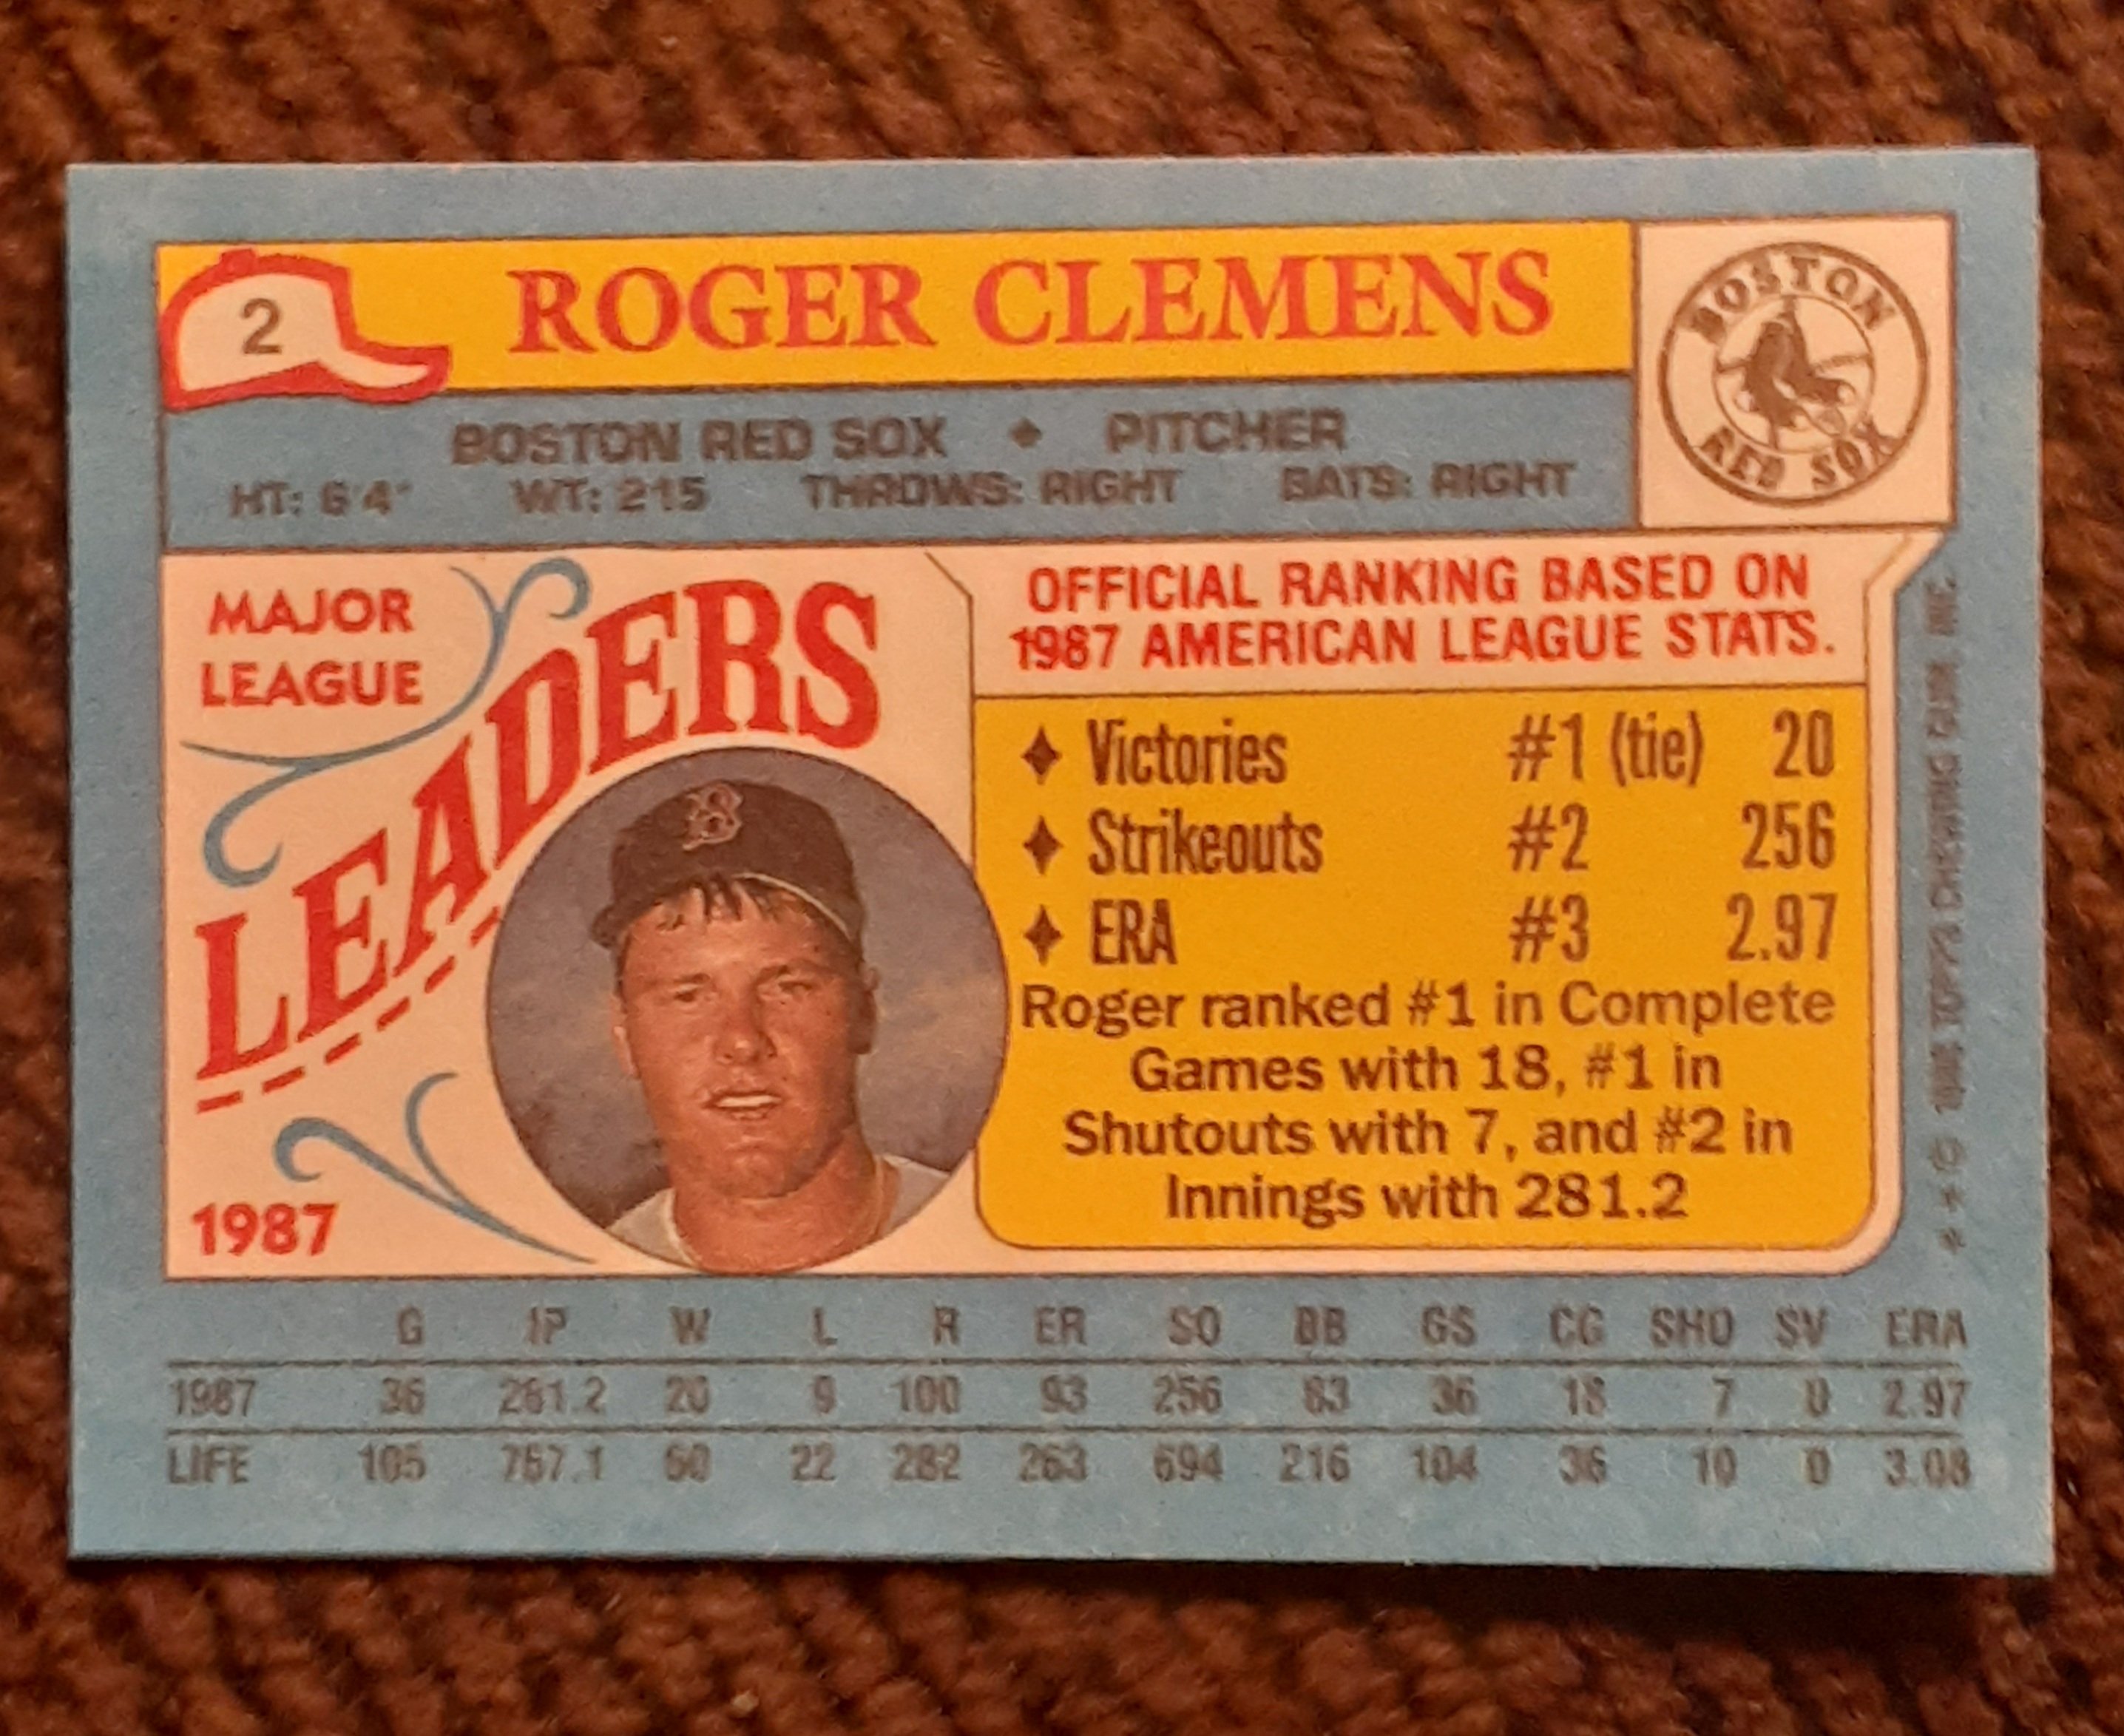 2
ROGER CLEMENS
BOSTON
RED SOX
BOSTON RED SOX ♦ PITCHER
HT: 6'4" WT: 215 THROWS: RIGHT BATS: RIGHT
MAJOR
LEAGUE
LEADERS
1987
B
OFFICIAL RANKING BASED ON
1987 AMERICAN LEAGUE STATS.
♦ Victories #1 (tie) 20
♦ Strikeouts #2 256
♦ ERA #3 2.97
Roger ranked #1 in Complete
Games with 18, #1 in
Shutouts with 7, and #2 in
Innings with 281.2
* * © TOPPS CHEWING GUM, INC.
G IP W L R ER SO BB GS CG SHO SV ERA
1987 36 281.2 20 9 100 93 256 83 36 18 7 0 2.97
LIFE 105 767.1 60 22 282 263 694 216 104 36 10 0 3.08